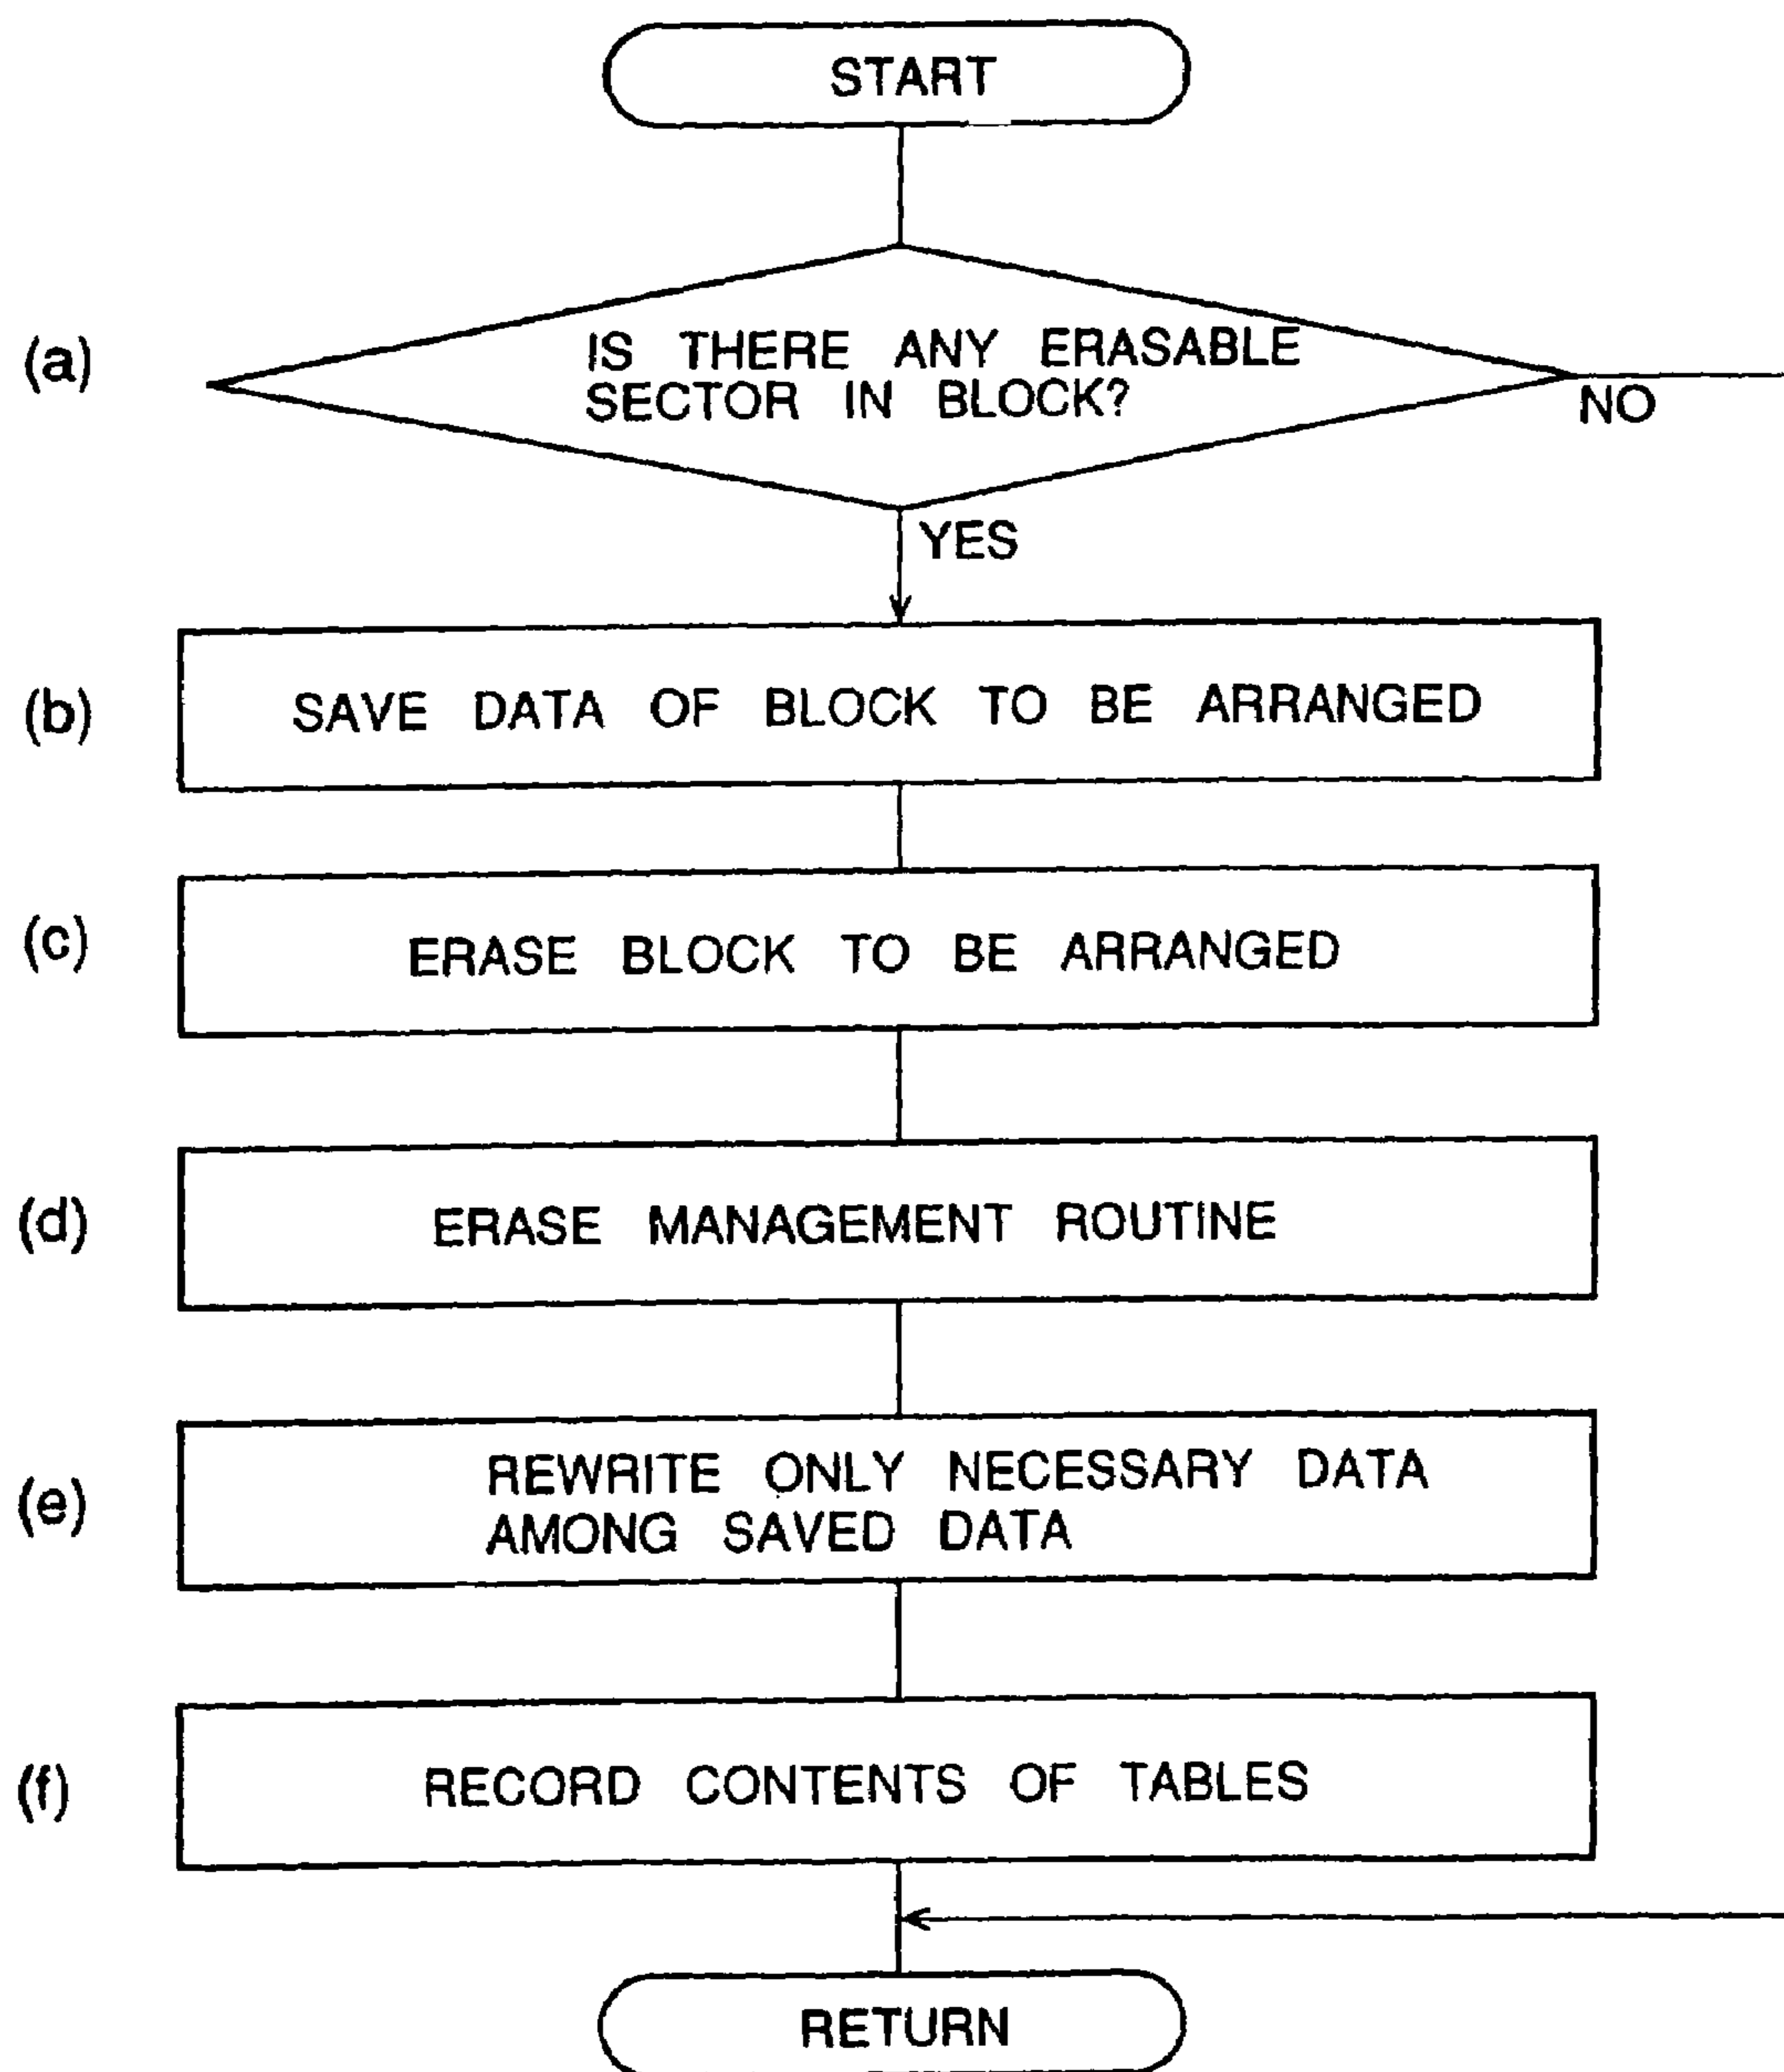 START
(a)
IS THERE ANY ERASABLE
SECTOR IN BLOCK?
NO
YES
(b)
SAVE DATA OF BLOCK TO BE ARRANGED
(c)
ERASE BLOCK TO BE ARRANGED
(d)
ERASE MANAGEMENT ROUTINE
(e)
REWRITE ONLY NECESSARY DATA
AMONG SAVED DATA
(f)
RECORD CONTENTS OF TABLES
RETURN